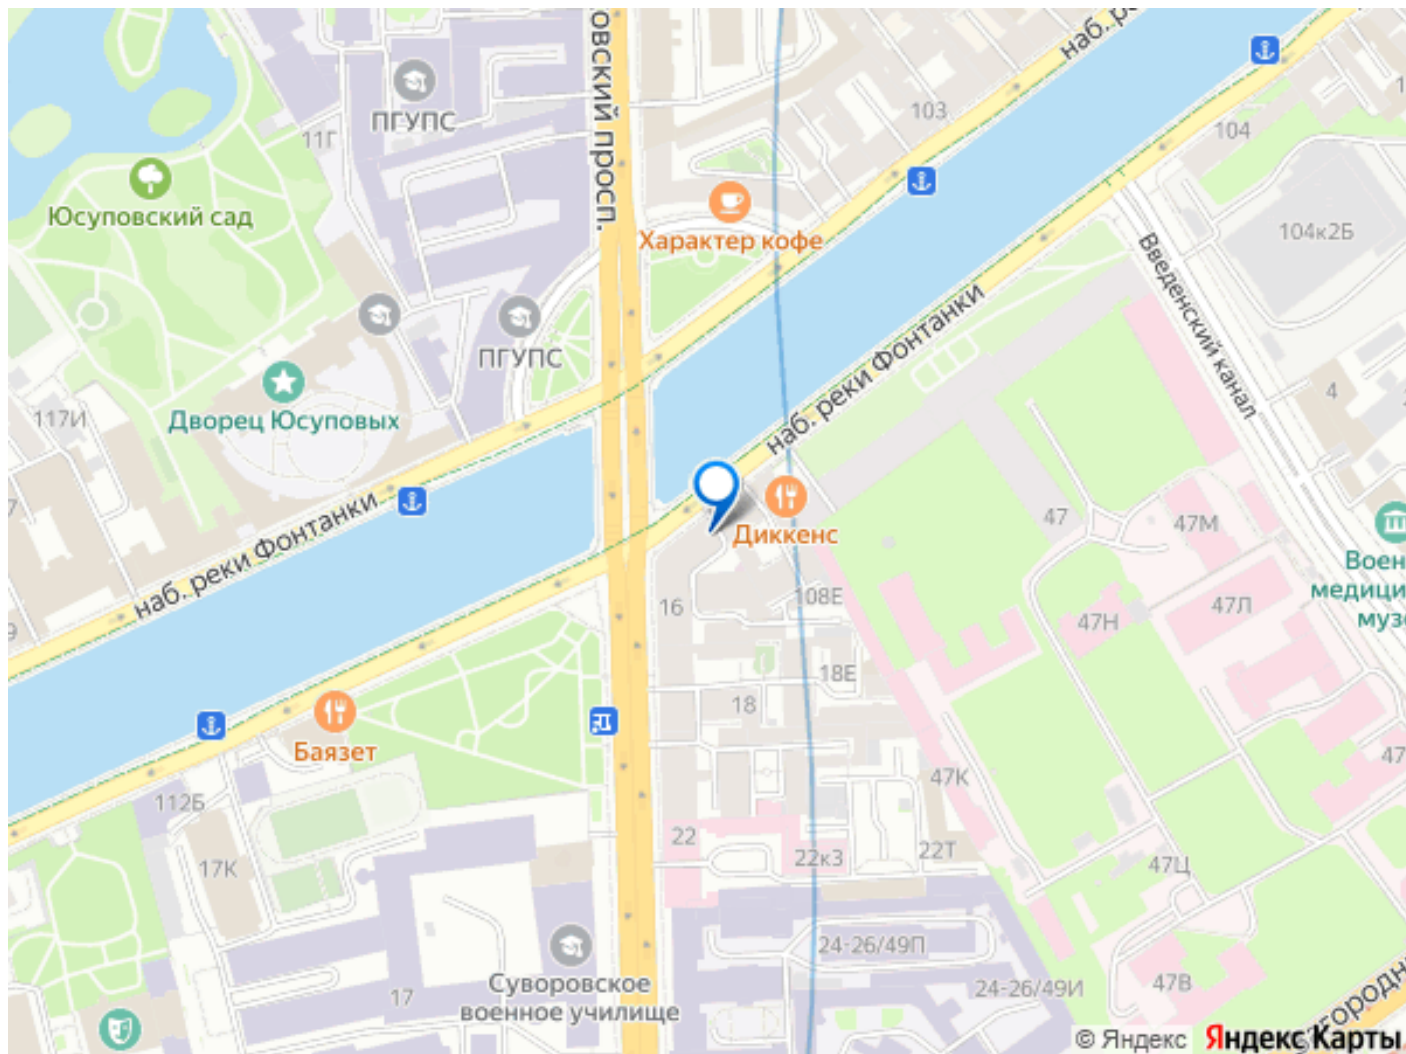 наб. р
овский просп.
ПГУПС
11Г
103
104
Юсуповский сад
Характер кофе
104к2Б
Введенский канал
наб. реки Фонтанки
ПГУПС
4
117И
Дворец Юсуповых
наб. реки Фонтанки
Диккенс
47
47М
Воен
медици
муз
16
108Е
47Н
47Л
18Е
18
Баязет
47К
47
112Б
22
22к3
22Т
47Ц
17К
24-26/49П
Суворовское
военное училище
17
24-26/49И
47В
городн
© Яндекс Яндекс Карты